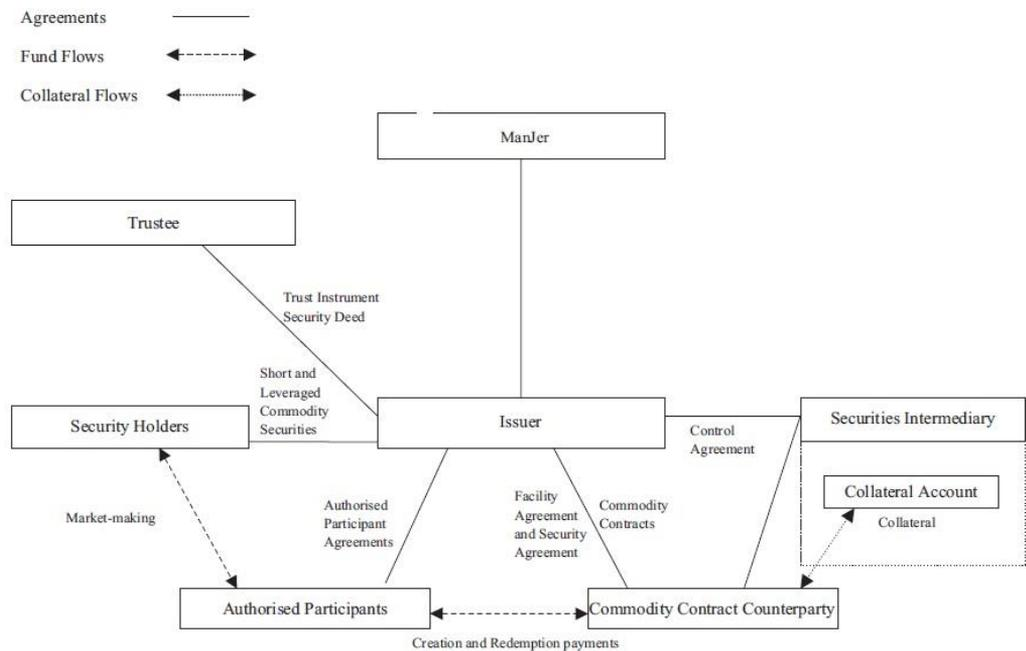 Agreements
Fund Flows
Collateral Flows
ManJer
Trustee
Trust Instrument
Security Deed
Short and
Leveraged
Commodity
Securities
Security Holders
Issuer
Securities Intermediary
Control
Agreement
Collateral Account
Collateral
Market-making
Authorised
Participant
Agreements
Facility
Agreement
and Security
Agreement
Commodity
Contracts
Authorised Participants
Commodity Contract Counterparty
Creation and Redemption payments